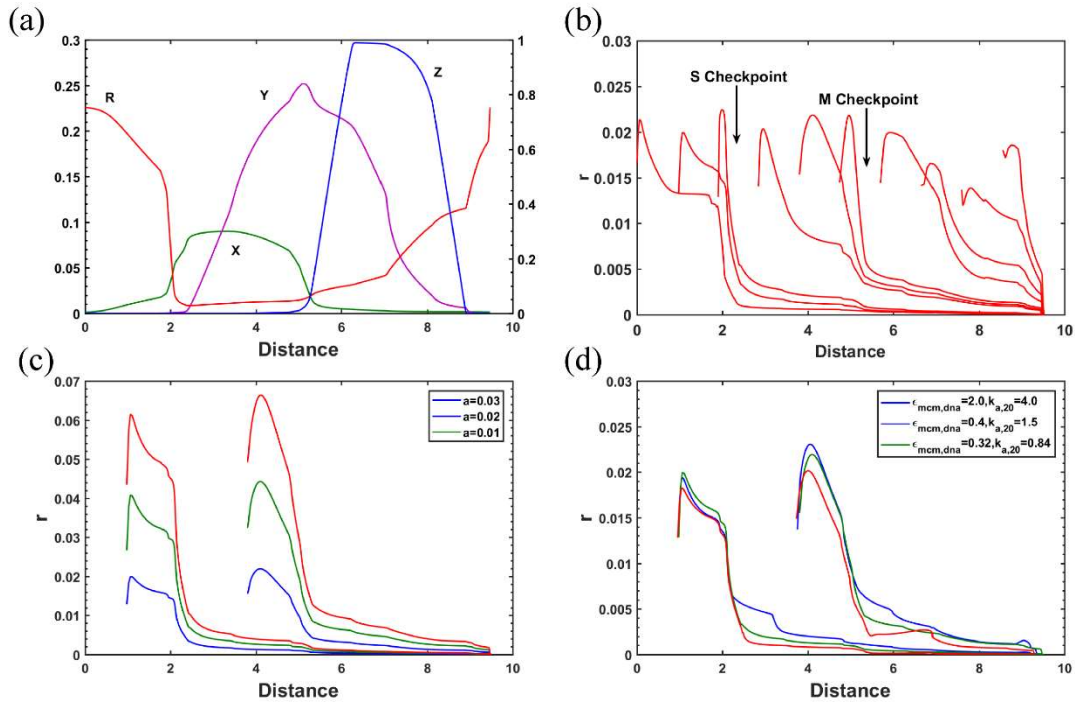 (a)
0.3
0.25
0.2
0.15
0.1
0.05
0
R
Y
Z
X
1
0.8
0.6
0.4
0.2
0
0 2 4 6 8 10
Distance
(b)
0.03
0.025
0.02
0.015
0.01
0.005
0
r
S Checkpoint
M Checkpoint
0 2 4 6 8 10
Distance
(c)
0.07
0.06
0.05
0.04
0.03
0.02
0.01
0
r
a=0.03
a=0.02
a=0.01
0 2 4 6 8 10
Distance
(d)
0.03
0.025
0.02
0.015
0.01
0.005
0
r
ϵmcm,dna=2.0,ka,20=4.0
ϵmcm,dna=0.4,ka,20=1.5
ϵmcm,dna=0.32,ka,20=0.84
0 2 4 6 8 10
Distance